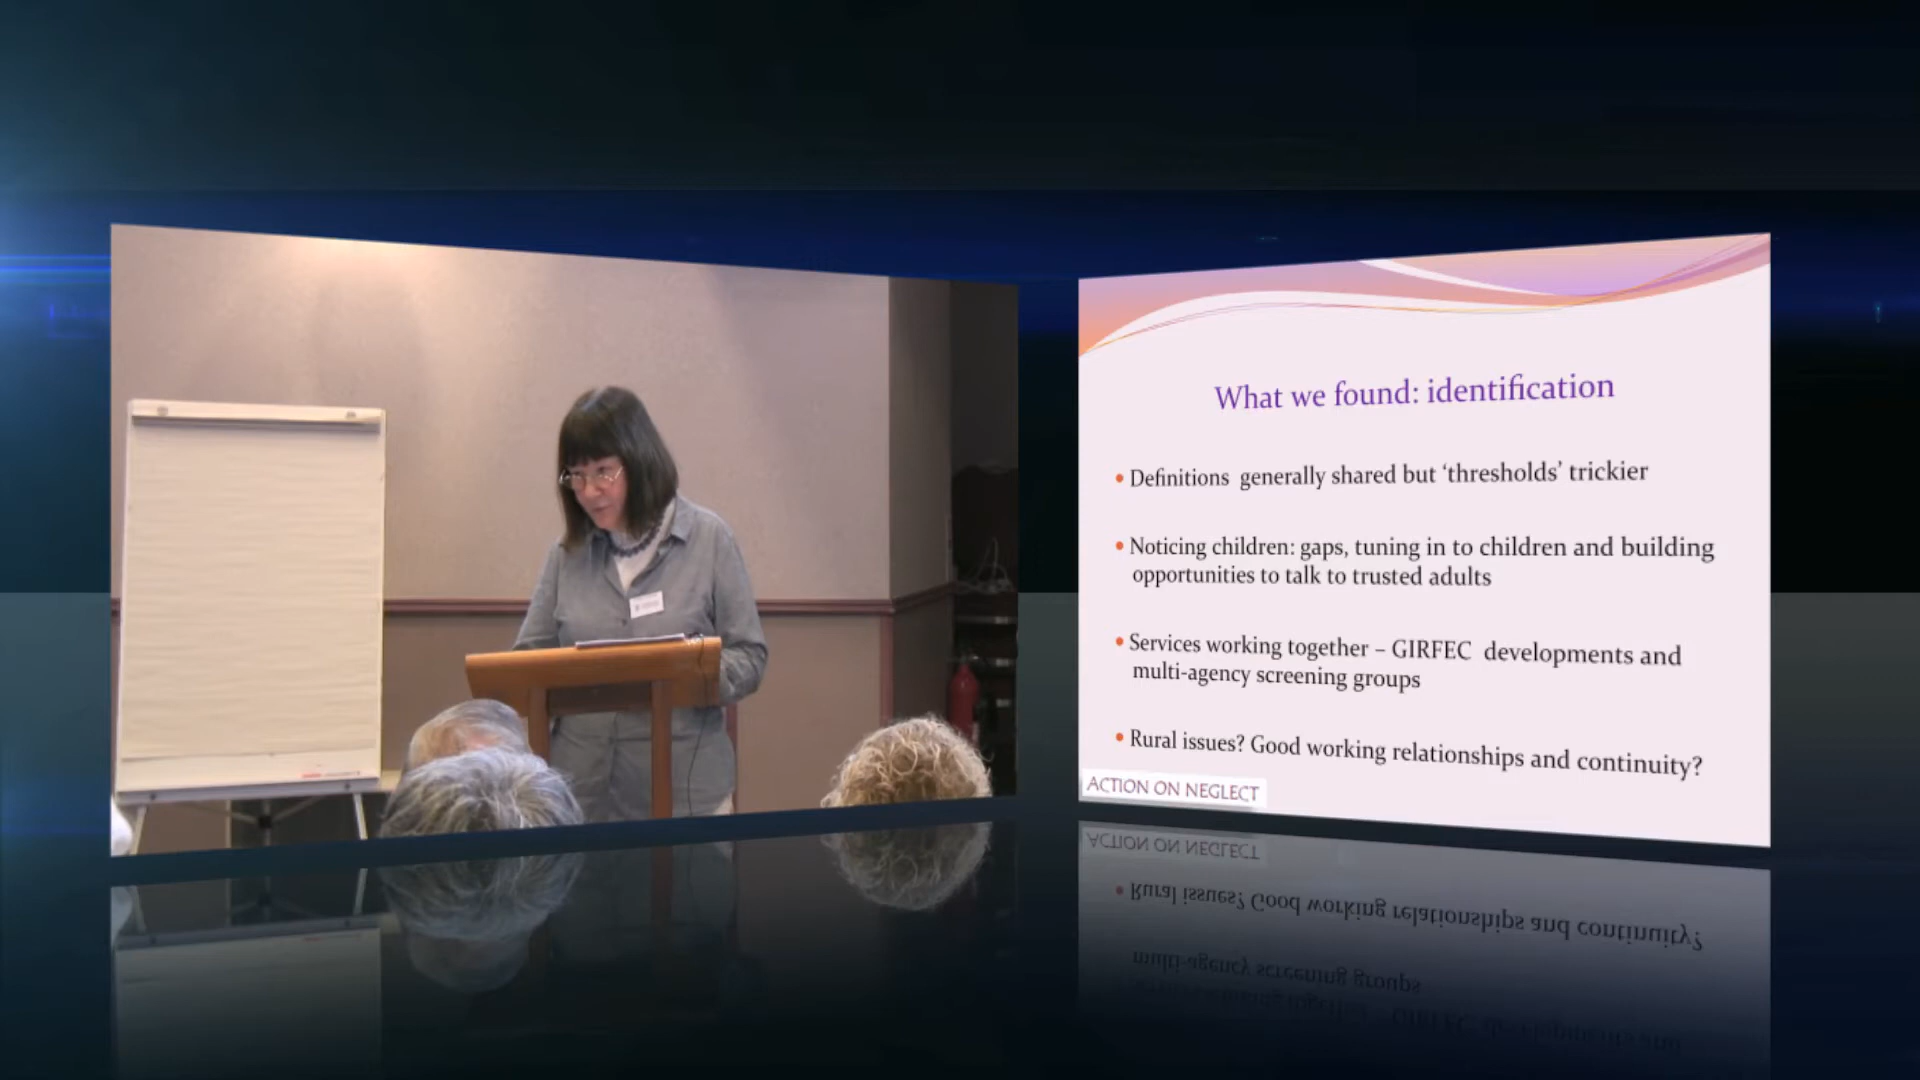 What we found: identification
• Definitions generally shared but ‘thresholds’ trickier
• Noticing children: gaps, tuning in to children and building
opportunities to talk to trusted adults
• Services working together – GIRFEC developments and
multi-agency screening groups
• Rural issues? Good working relationships and continuity?
ACTION ON NEGLECT